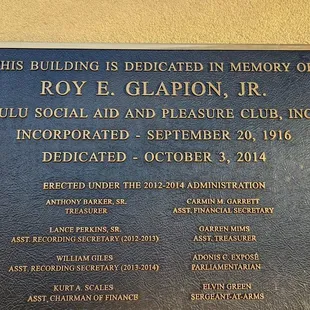 HIS BUILDING IS DEDICATED IN MEMORY OF
ROY E. GLAPION, JR.
ULU SOCIAL AID AND PLEASURE CLUB, INC
INCORPORATED - SEPTEMBER 20, 1916
DEDICATED - OCTOBER 3, 2014
ERECTED UNDER THE 2012-2014 ADMINISTRATION
ANTHONY BARKER, SR.
TREASURER
CARMIN M. GARRETT
ASST. FINANCIAL SECRETARY
LANCE PERKINS, SR.
ASST. RECORDING SECRETARY (2012-2013)
GARREN MIMS
ASST. TREASURER
WILLIAM GILES
ASST. RECORDING SECRETARY (2013-2014)
ADONIS C. EXPOSÉ
PARLIAMENTARIAN
KURT A. SCALES
ASST. CHAIRMAN OF FINANCE
ELVIN GREEN
SERGEANT-AT-ARMS